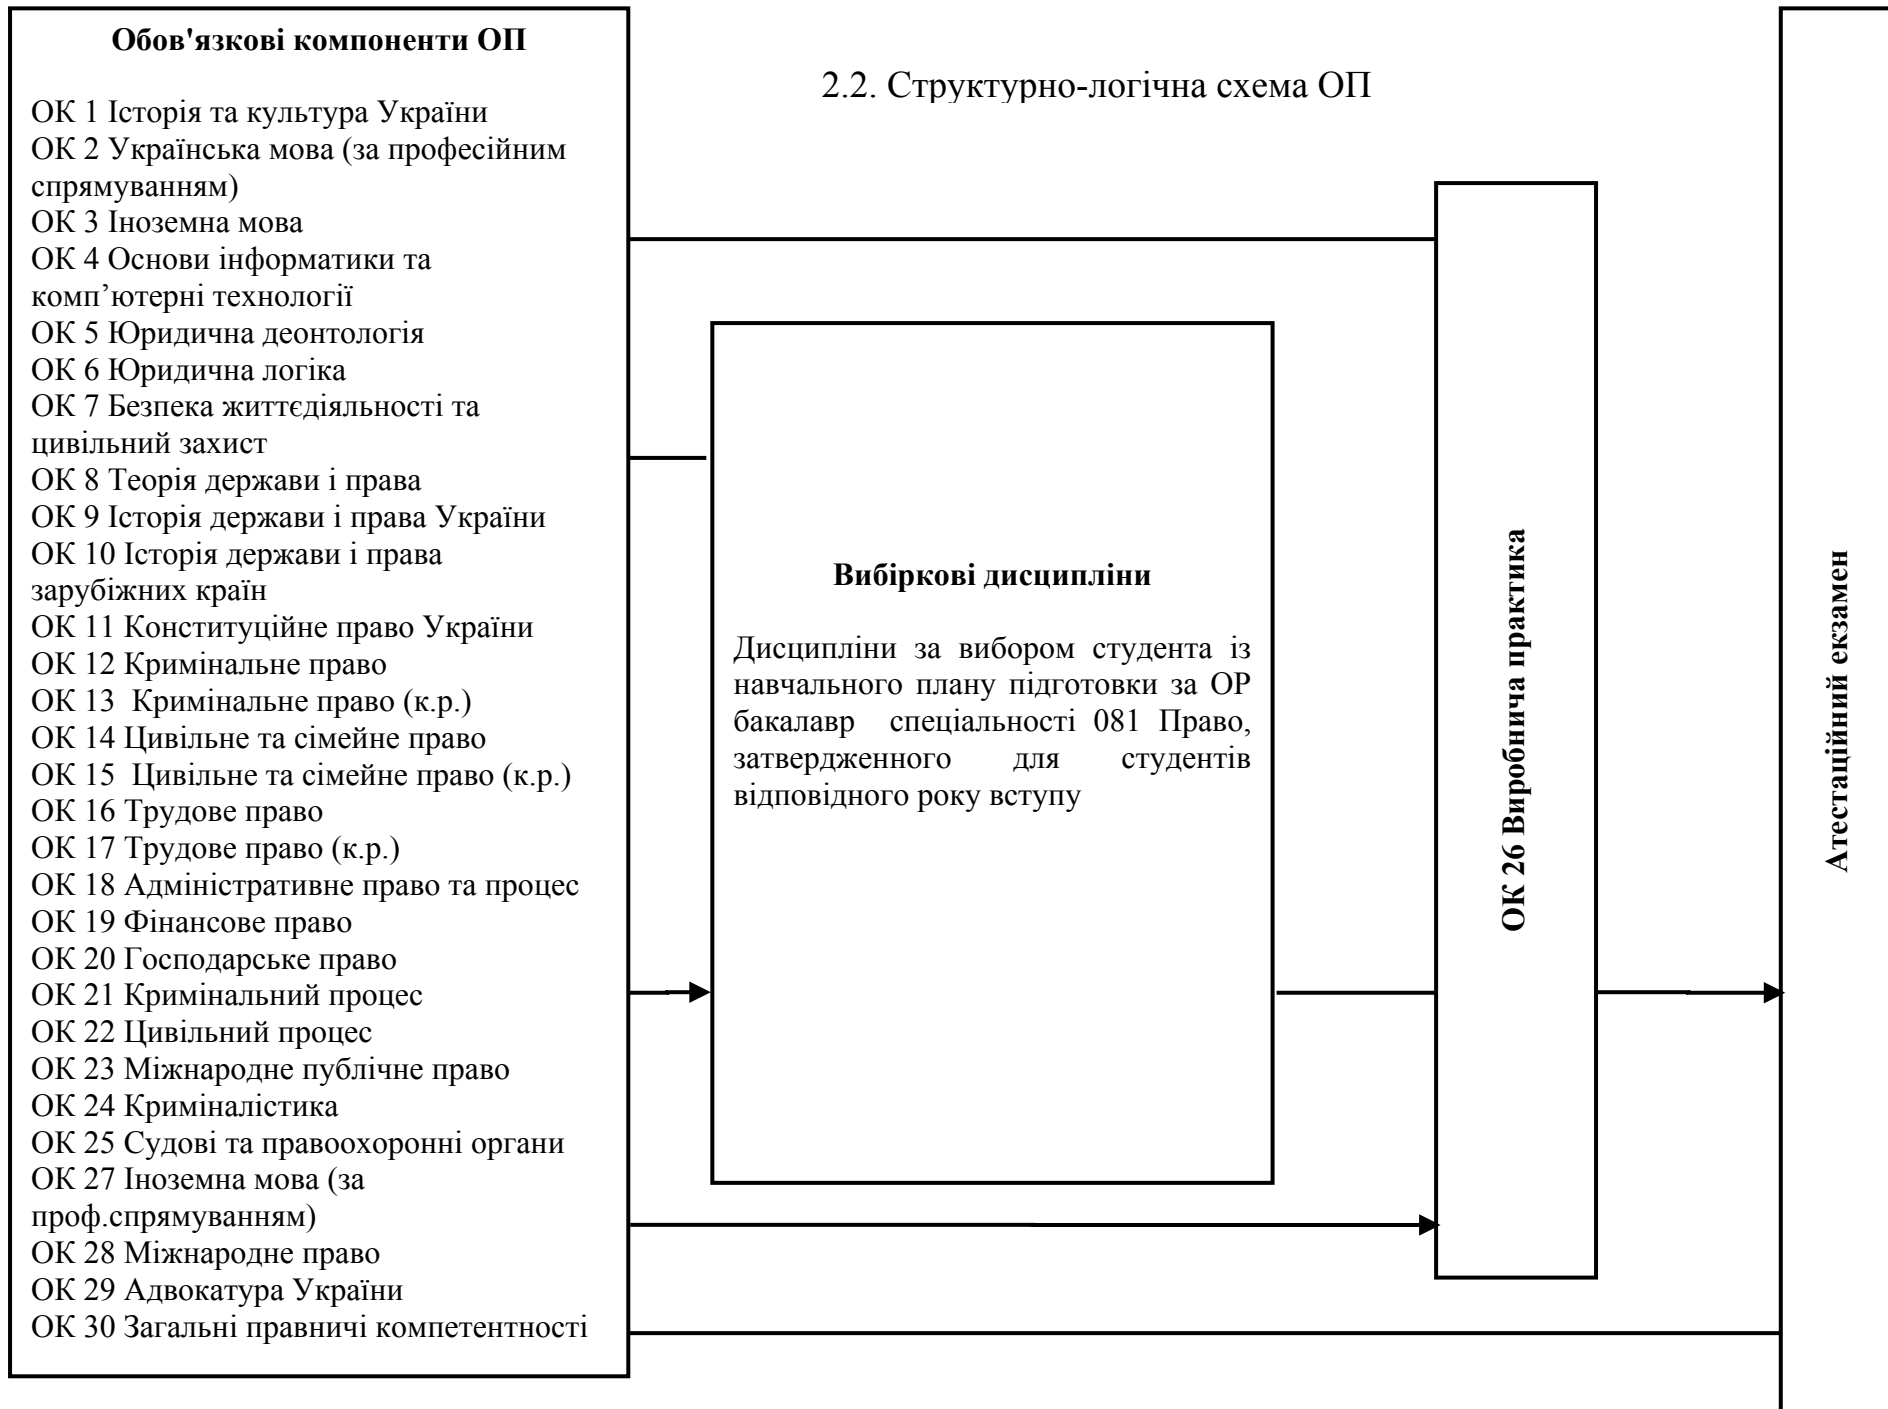 Обов'язкові компоненти ОП
ОК 1 Історія та культура України
ОК 2 Українська мова (за професійним
спрямуванням)
ОК 3 Іноземна мова
ОК 4 Основи інформатики та
комп’ютерні технології
ОК 5 Юридична деонтологія
ОК 6 Юридична логіка
ОК 7 Безпека життєдіяльності та
цивільний захист
ОК 8 Теорія держави і права
ОК 9 Історія держави і права України
ОК 10 Історія держави і права
зарубіжних країн
ОК 11 Конституційне право України
ОК 12 Кримінальне право
ОК 13 Кримінальне право (к.р.)
ОК 14 Цивільне та сімейне право
ОК 15 Цивільне та сімейне право (к.р.)
ОК 16 Трудове право
ОК 17 Трудове право (к.р.)
ОК 18 Адміністративне право та процес
ОК 19 Фінансове право
ОК 20 Господарське право
ОК 21 Кримінальний процес
ОК 22 Цивільний процес
ОК 23 Міжнародне публічне право
ОК 24 Криміналістика
ОК 25 Судові та правоохоронні органи
ОК 27 Іноземна мова (за
проф.спрямуванням)
ОК 28 Міжнародне право
ОК 29 Адвокатура України
ОК 30 Загальні правничі компетентності
2.2. Структурно-логічна схема ОП
Вибіркові дисципліни
Дисципліни за вибором студента із
навчального плану підготовки за ОР
бакалавр спеціальності 081 Право,
затвердженного для студентів
відповідного року вступу
ОК 26 Виробнича практика
Атестаційний екзамен